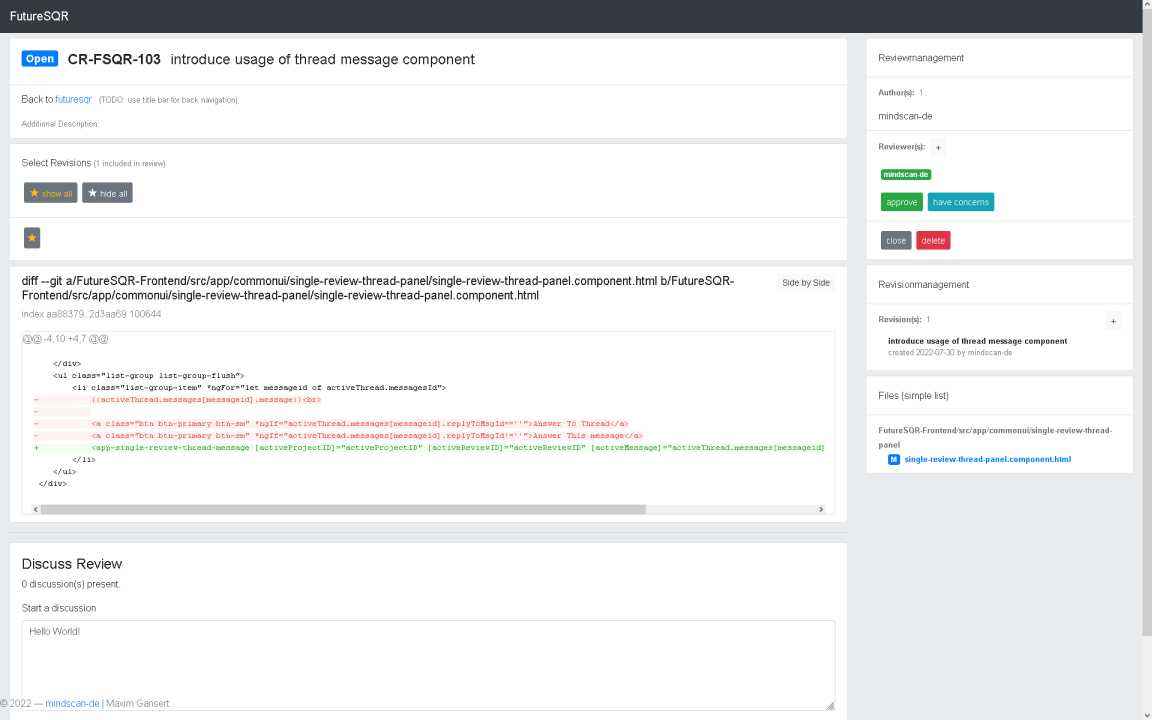 FutureSQR
Open CR-FSQR-103 introduce usage of thread message component
Back to futuresqr (TODO: use title bar for back navigation)
Additional Description:
Select Revisions (1 included in review)
★ show all ★ hide all
★
diff --git a/FutureSQR-Frontend/src/app/commonui/single-review-thread-panel/single-review-thread-panel.component.html b/FutureSQR-
Frontend/src/app/commonui/single-review-thread-panel/single-review-thread-panel.component.html
Side by Side
index aa88379..2d3aa69 100644
@@ -4,10 +4,7 @@
</div>
<ul class="list-group list-group-flush">
<li class="list-group-item" *ngFor="let messageid of activeThread.messagesId">
- {{activeThread.messages[messageid].message}}<br>
-
- <a class="btn btn-primary btn-sm" *ngIf="activeThread.messages[messageid].replyToMsgId==''">Answer To Thread</a>
- <a class="btn btn-primary btn-sm" *ngIf="activeThread.messages[messageid].replyToMsgId!=''">Answer This message</a>
+ <app-single-review-thread-message [activeProjectID]="activeProjectID" [activeReviewID]="activeReviewID" [activeMessage]="activeThread.messages[messageid]
</li>
</ul>
</div>
Discuss Review
0 discussion(s) present.
Start a discussion
Hello World!
© 2022 — mindscan-de | Maxim Gansert
Reviewmanagement
Author(s): 1
mindscan-de
Reviewer(s): +
mindscan-de
approve have concerns
close delete
Revisionmanagement
Revision(s): 1 +
introduce usage of thread message component
created 2022-07-30 by mindscan-de
Files (simple list)
FutureSQR-Frontend/src/app/commonui/single-review-thread-
panel
M single-review-thread-panel.component.html